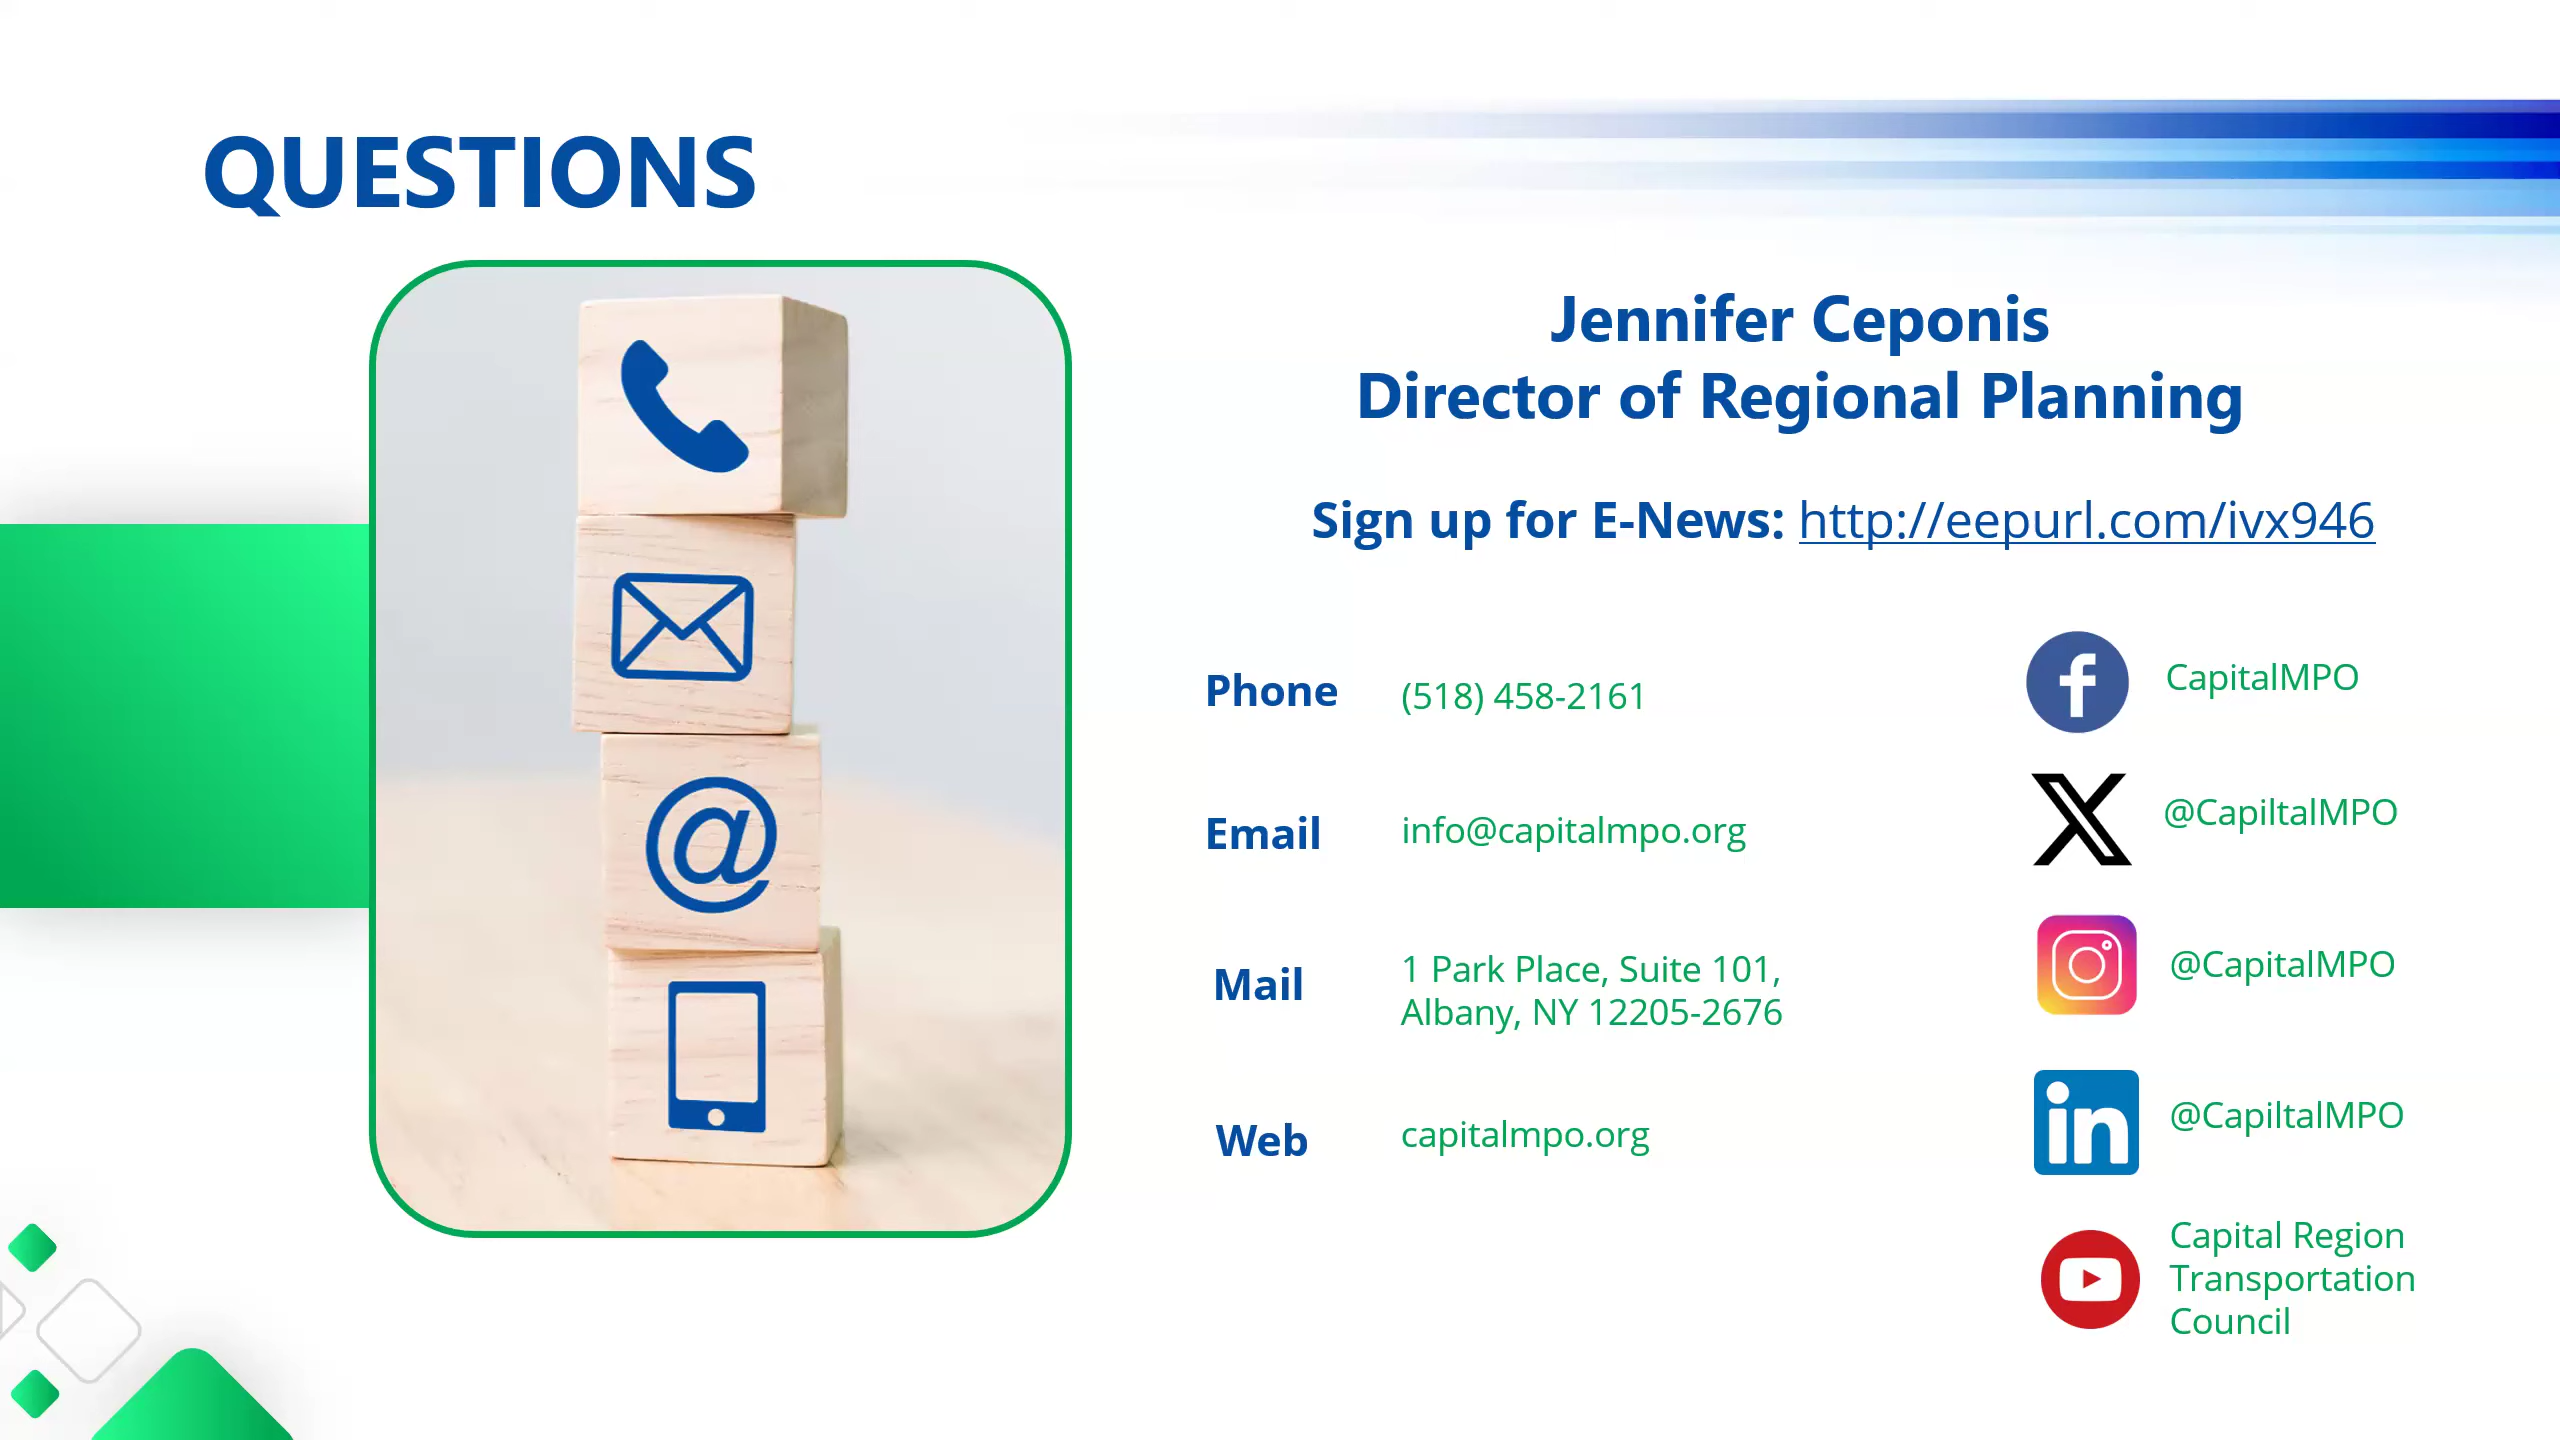 QUESTIONS
Jennifer Ceponis
Director of Regional Planning
Sign up for E-News: http://eepurl.com/ivx946
Phone (518) 458-2161
Email info@capitalmpo.org
Mail 1 Park Place, Suite 101,
Albany, NY 12205-2676
Web capitalmpo.org
CapitalMPO
@CapiltalMPO
@CapitalMPO
@CapiltalMPO
Capital Region
Transportation
Council